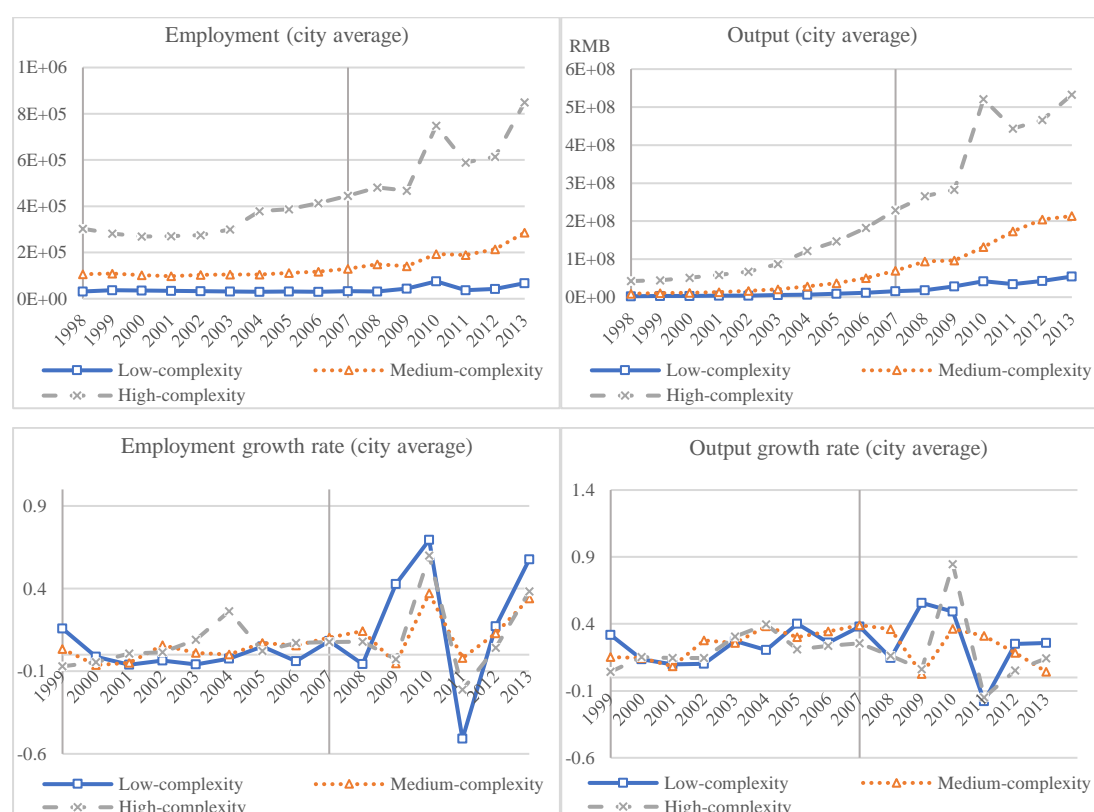 Employment (city average)
1E+06
8E+05
6E+05
4E+05
2E+05
0E+00
1998 1999 2000 2001 2002 2003 2004 2005 2006 2007 2008 2009 2010 2011 2012 2013
Low-complexity Medium-complexity
High-complexity
Output (city average)
RMB
6E+08
5E+08
4E+08
3E+08
2E+08
1E+08
0E+00
1998 1999 2000 2001 2002 2003 2004 2005 2006 2007 2008 2009 2010 2011 2012 2013
Low-complexity Medium-complexity
High-complexity
Employment growth rate (city average)
0.9
0.4
-0.1
-0.6
1999 2000 2001 2002 2003 2004 2005 2006 2007 2008 2009 2010 2011 2012 2013
Low-complexity Medium-complexity
High-complexity
Output growth rate (city average)
1.4
0.9
0.4
-0.1
-0.6
1999 2000 2001 2002 2003 2004 2005 2006 2007 2008 2009 2010 2011 2012 2013
Low-complexity Medium-complexity
High-complexity